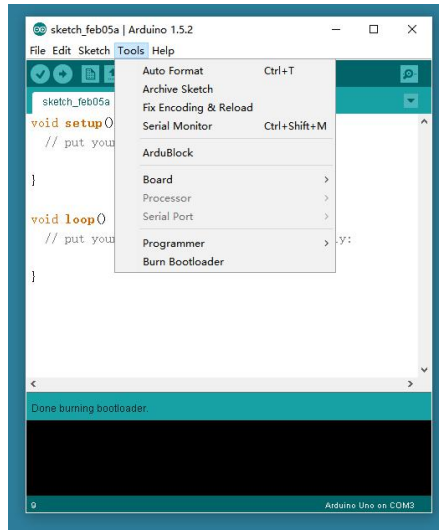 sketch_feb05a | Arduino 1.5.2
File Edit Sketch Tools Help
sketch_feb05a
Auto Format Ctrl+T
Archive Sketch
Fix Encoding & Reload
Serial Monitor Ctrl+Shift+M
ArduBlock
Board
Processor
Serial Port
Programmer
Burn Bootloader
void setup()
// put your
}
void loop()
// put your y:
}
Done burning bootloader.
9 Arduino Uno on COM3